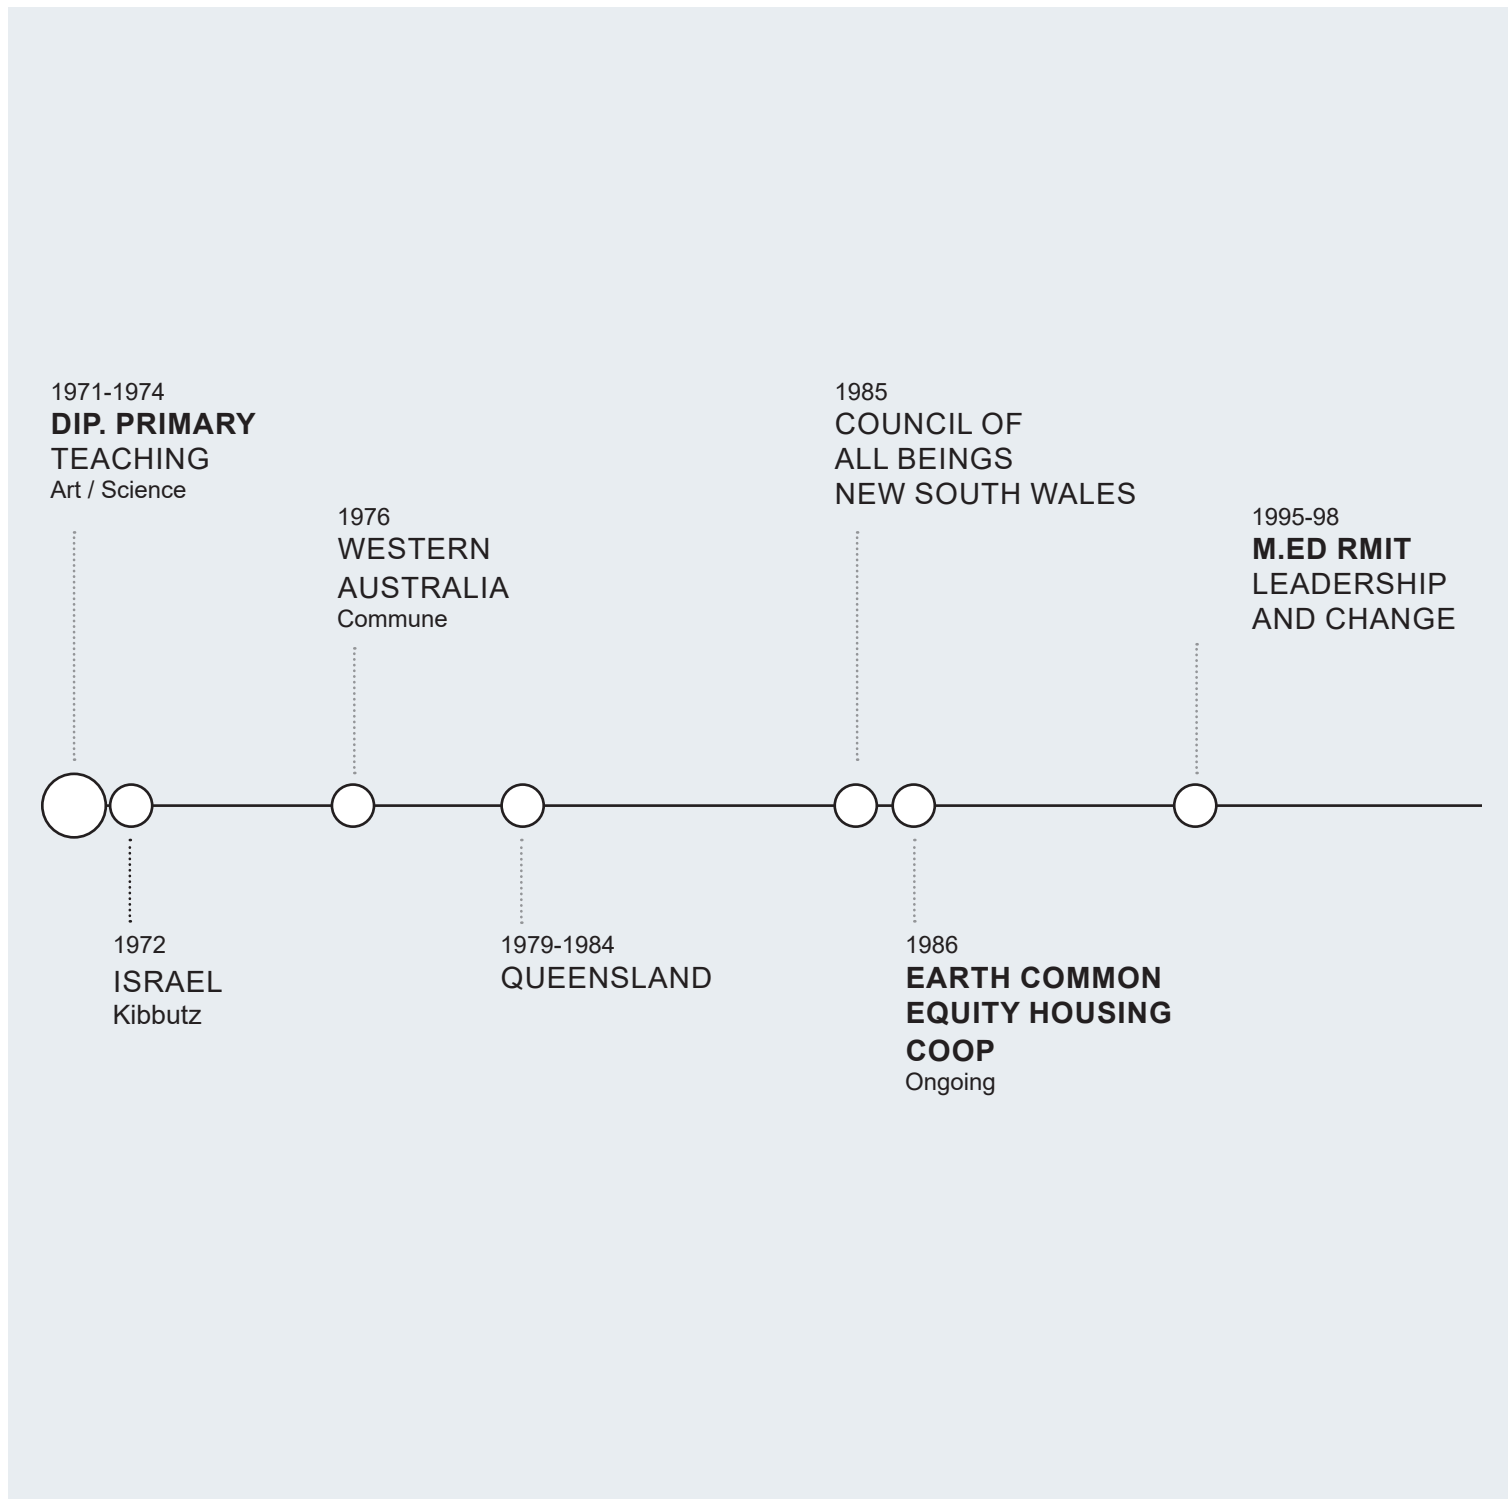 1971-1974
DIP. PRIMARY
TEACHING
Art / Science
1972
ISRAEL
Kibbutz
1976
WESTERN
AUSTRALIA
Commune
1979-1984
QUEENSLAND
1985
COUNCIL OF
ALL BEINGS
NEW SOUTH WALES
1986
EARTH COMMON
EQUITY HOUSING
COOP
Ongoing
1995-98
M.ED RMIT
LEADERSHIP
AND CHANGE